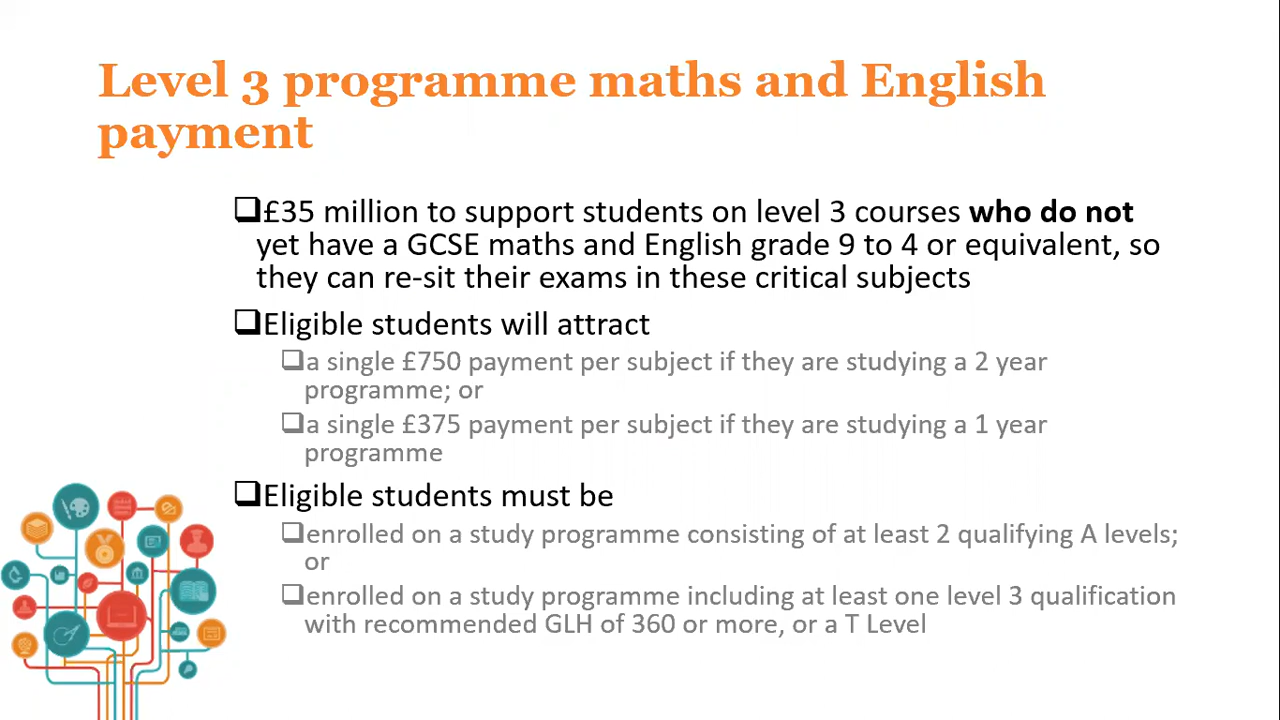 Level 3 programme maths and English
payment
❑£35 million to support students on level 3 courses who do not
yet have a GCSE maths and English grade 9 to 4 or equivalent, so
they can re-sit their exams in these critical subjects
❑Eligible students will attract
❑a single £750 payment per subject if they are studying a 2 year
programme; or
❑a single £375 payment per subject if they are studying a 1 year
programme
❑Eligible students must be
❑enrolled on a study programme consisting of at least 2 qualifying A levels;
or
❑enrolled on a study programme including at least one level 3 qualification
with recommended GLH of 360 or more, or a T Level